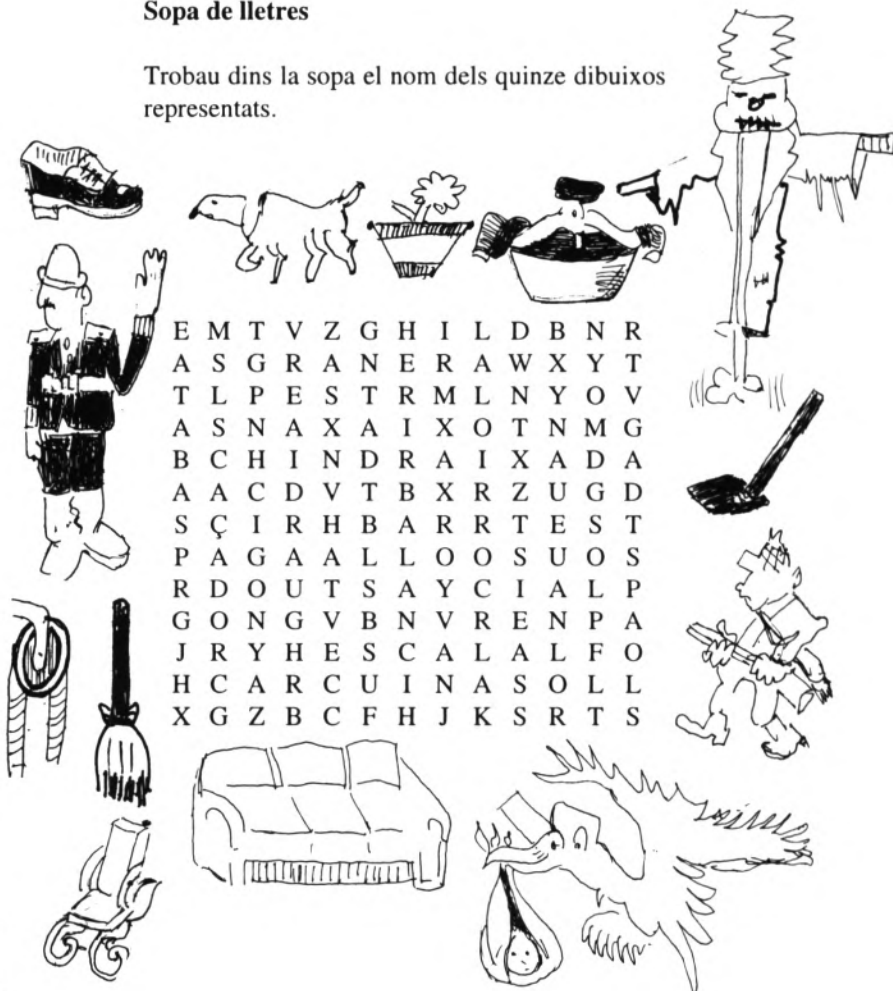 Sopa de lletres
Trobau dins la sopa el nom dels quinze dibuixos
representats.
E M T V Z G H I L D B N R
A S G R A N E R A W X Y T
T L P E S T R M L N Y O V
A S N A X A I X O T N M G
B C H I N D R A I X A D A
A A C D V T B X R Z U G D
S Ç I R H B A R R T E S T
P A G A A L L O O S U O S
R D O U T S A Y C I A L P
G O N G V B N V R E N P A
J R Y H E S C A L A L F O
H C A R C U I N A S O L L
X G Z B C F H J K S R T S